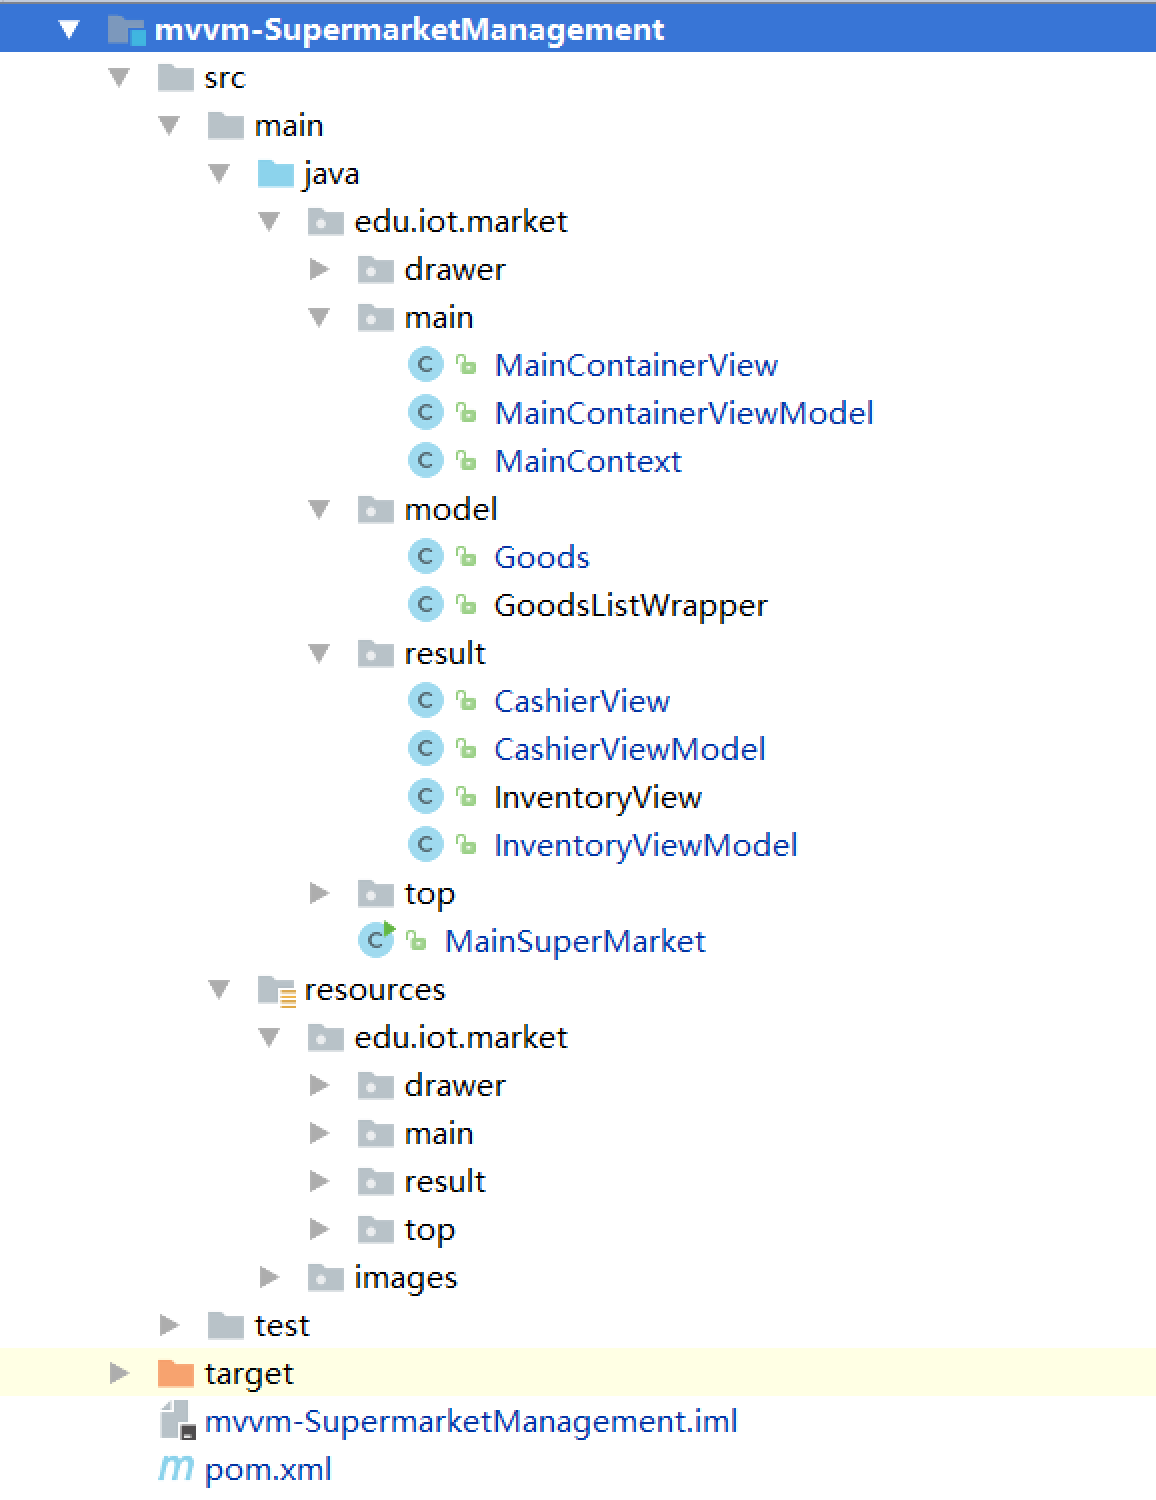 mvvm-SupermarketManagement
src
main
java
edu.iot.market
drawer
main
C MainContainerView
C MainContainerViewModel
C MainContext
model
C Goods
C GoodsListWrapper
result
C CashierView
C CashierViewModel
C InventoryView
C InventoryViewModel
top
C MainSuperMarket
resources
edu.iot.market
drawer
main
result
top
images
test
target
mvvm-SupermarketManagement.iml
m pom.xml